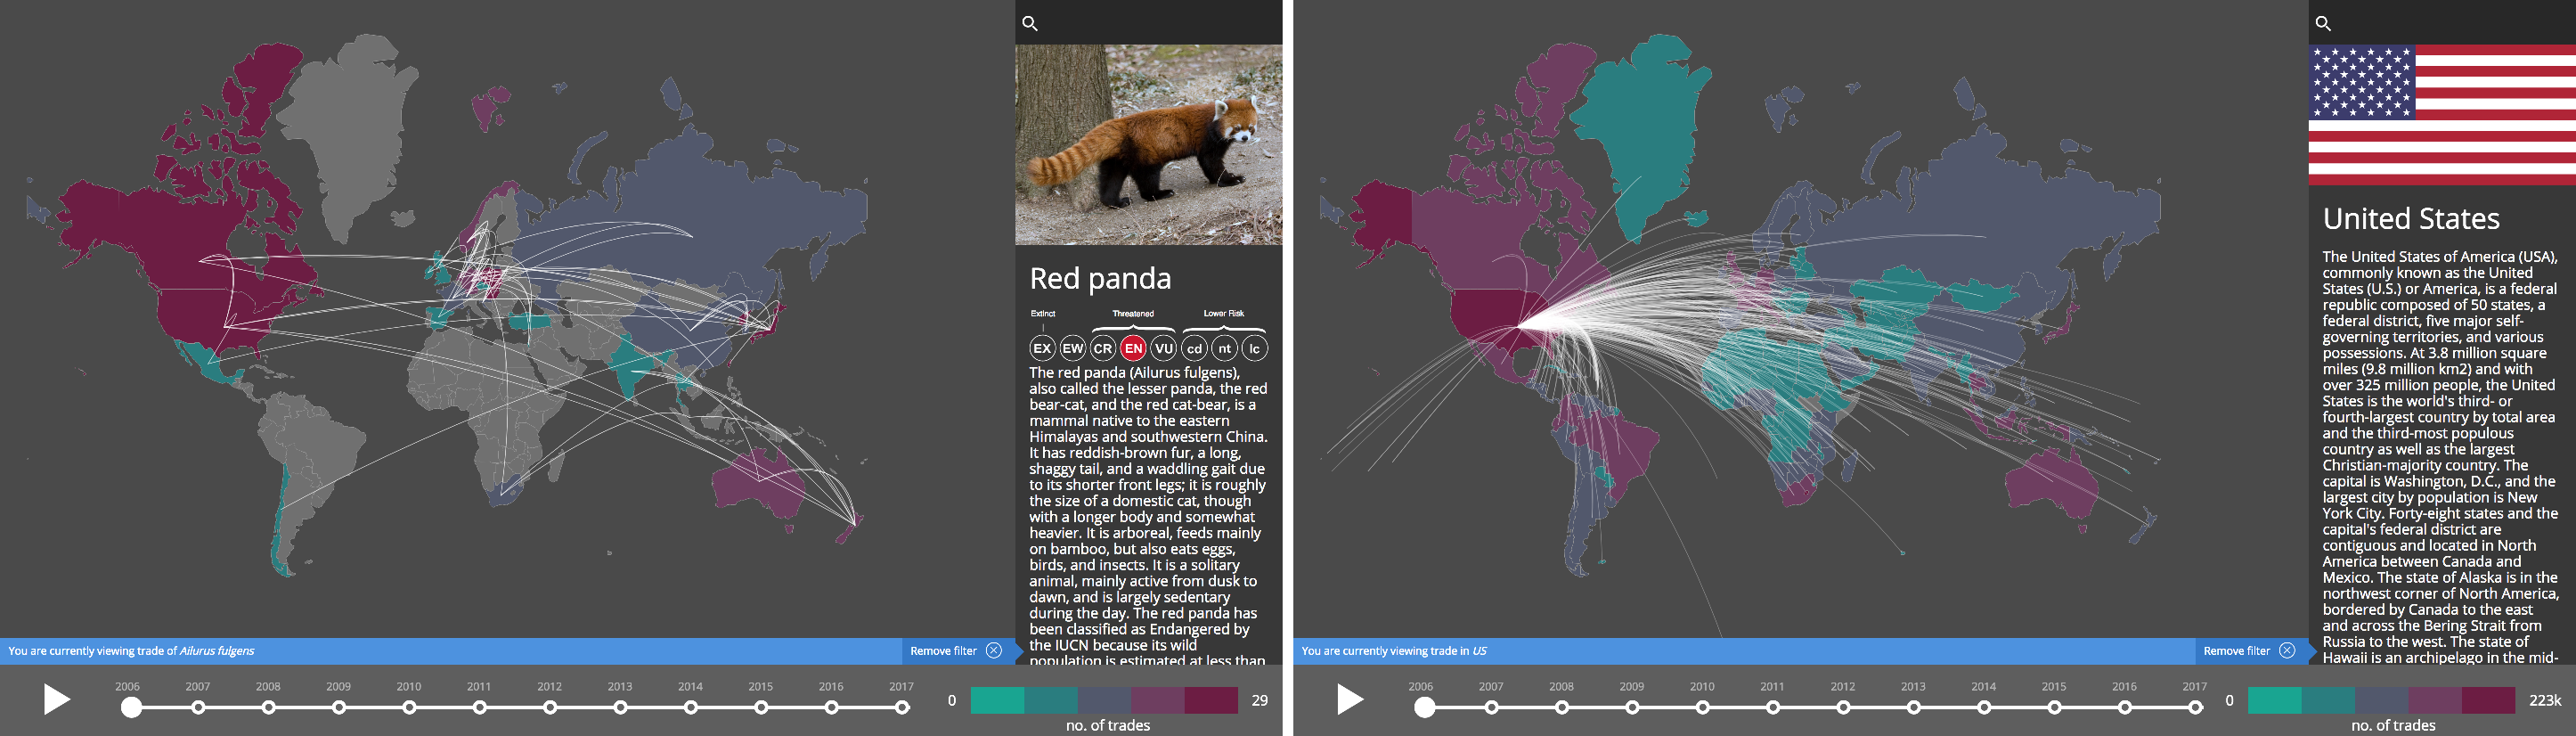 Red panda
Extinct
Threatened
Lower Risk
EX EW CR EN VU cd nt lc
The red panda (Ailurus fulgens),
also called the lesser panda, the red
bear-cat, and the red cat-bear, is a
mammal native to the eastern
Himalayas and southwestern China.
It has reddish-brown fur, a long,
shaggy tail, and a waddling gait due
to its shorter front legs; it is roughly
the size of a domestic cat, though
with a longer body and somewhat
heavier. It is arboreal, feeds mainly
on bamboo, but also eats eggs,
birds, and insects. It is a solitary
animal, mainly active from dusk to
dawn, and is largely sedentary
during the day. The red panda has
been classified as Endangered by
the IUCN because its wild
population is estimated at less than
You are currently viewing trade of Ailurus fulgens
Remove filter
2006 2007 2008 2009 2010 2011 2012 2013 2014 2015 2016 2017
0
29
no. of trades
United States
The United States of America (USA),
commonly known as the United
States (U.S.) or America, is a federal
republic composed of 50 states, a
federal district, five major self-
governing territories, and various
possessions. At 3.8 million square
miles (9.8 million km2) and with
over 325 million people, the United
States is the world's third- or
fourth-largest country by total area
and the third-most populous
country as well as the largest
Christian-majority country. The
capital is Washington, D.C., and the
largest city by population is New
York City. Forty-eight states and the
capital's federal district are
contiguous and located in North
America between Canada and
Mexico. The state of Alaska is in the
northwest corner of North America,
bordered by Canada to the east
and across the Bering Strait from
Russia to the west. The state of
Hawaii is an archipelago in the mid-
You are currently viewing trade in US
Remove filter
2006 2007 2008 2009 2010 2011 2012 2013 2014 2015 2016 2017
0
223k
no. of trades